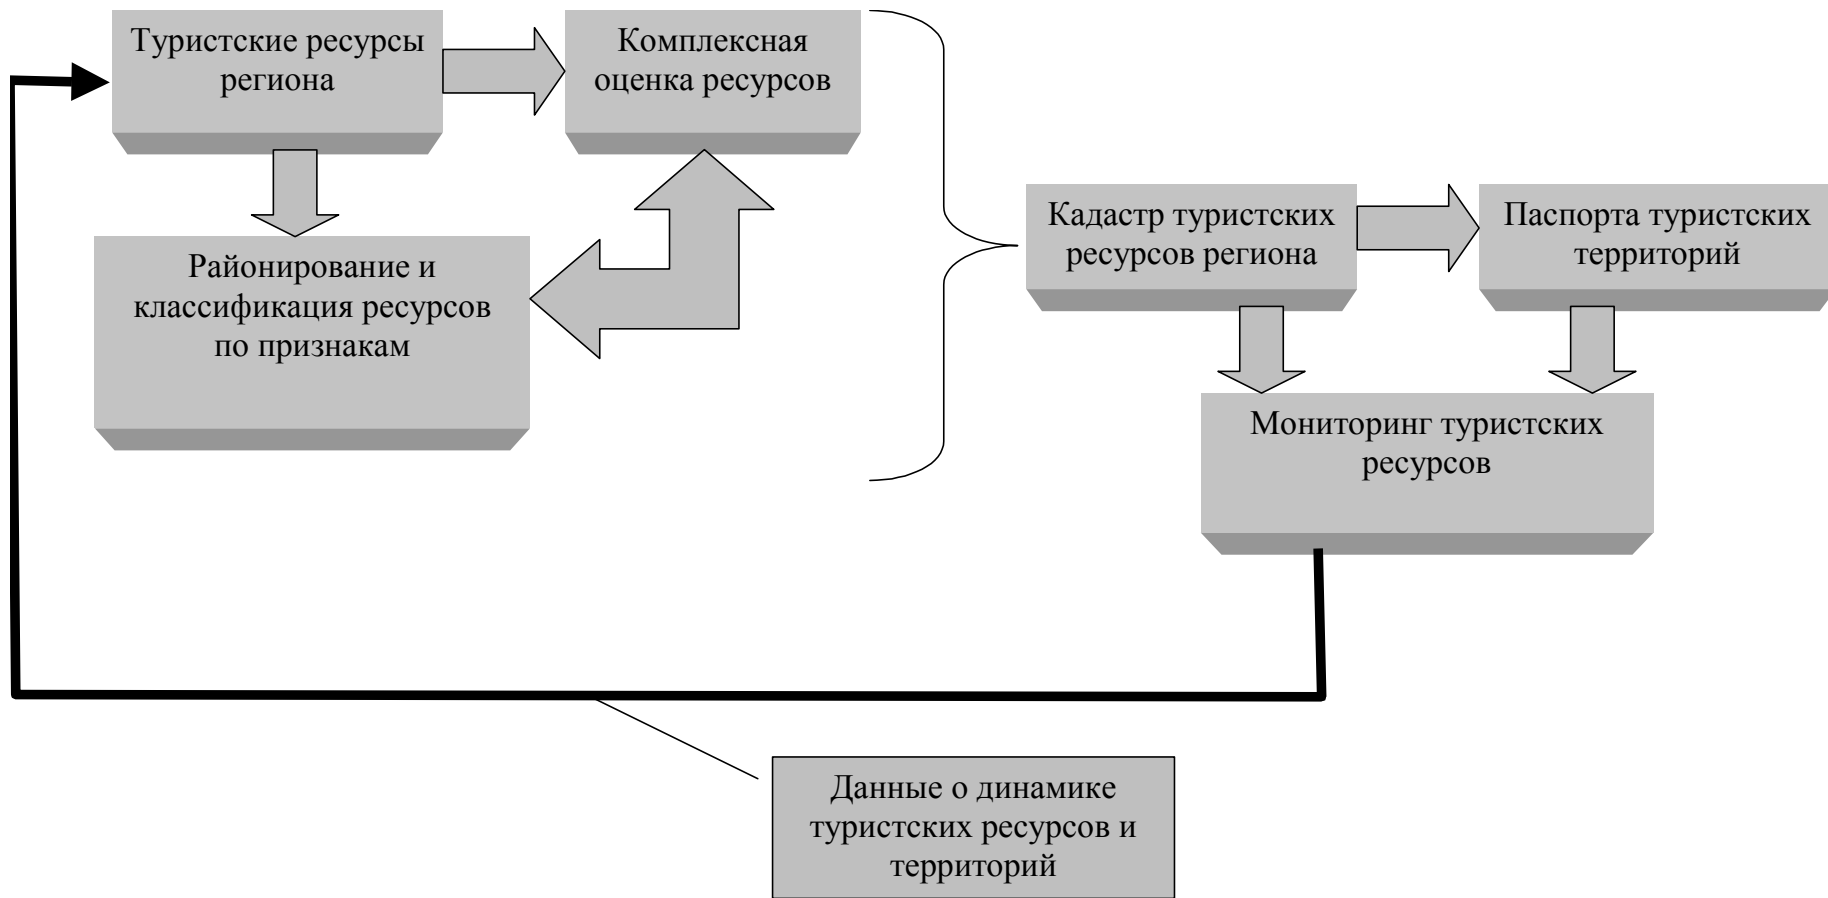 Туристские ресурсы
региона
Комплексная
оценка ресурсов
Районирование и
классификация ресурсов
по признакам
Кадастр туристских
ресурсов региона
Паспорта туристских
территорий
Мониторинг туристских
ресурсов
Данные о динамике
туристских ресурсов и
территорий